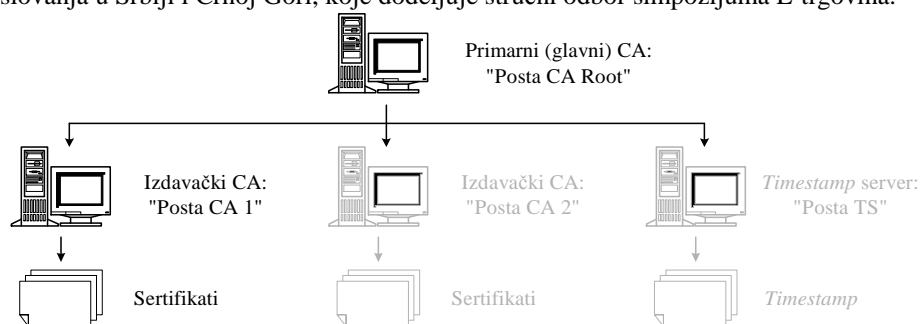 slovanja u Srbiji i Crnoj Gori, koje dodeljuje stručni odbor simpozijuma E-trgovina.
Primarni (glavni) CA:
"Posta CA Root"
Izdavački CA:
"Posta CA 1"
Izdavački CA:
"Posta CA 2"
Timestamp server:
"Posta TS"
Sertifikati
Sertifikati
Timestamp